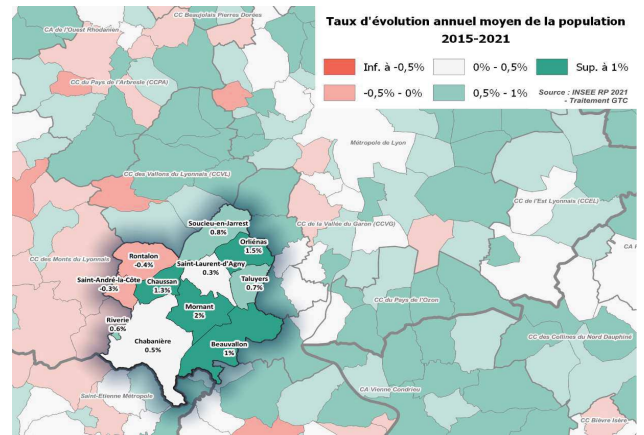 Taux d'évolution annuel moyen de la population
2015-2021
Inf. à -0,5%
0% - 0,5%
Sup. à 1%
-0,5% - 0%
0,5% - 1%
Source : INSEE RP 2021
- Traitement GTC
CC Beaujolais Pierres Dorées
CA de l'Ouest Rhodanien
CC du Pays de l'Arbresle (CCPA)
Métropole de Lyon
CC des Vallons du Lyonnais (CCVL)
CC de l'Est Lyonnais (CCEL)
Soucieu-en-Jarrest
0.8%
CC de la Vallée du Garon (CCVG)
Orliénas
1.5%
CC des Monts du Lyonnais
Rontalon
-0.4%
Saint-Laurent-d'Agny
0.3%
Saint-André-la-Côte
-0.3%
Chaussan
1.3%
Taluyers
0.7%
CC du Pays de l'Ozon
Mornant
2%
Riverie
0.6%
Chabanière
0.5%
Beauvallon
1%
CC des Collines du Nord Dauphiné
CA Vienne Condrieu
Saint-Etienne Métropole
CC Bièvre Isère